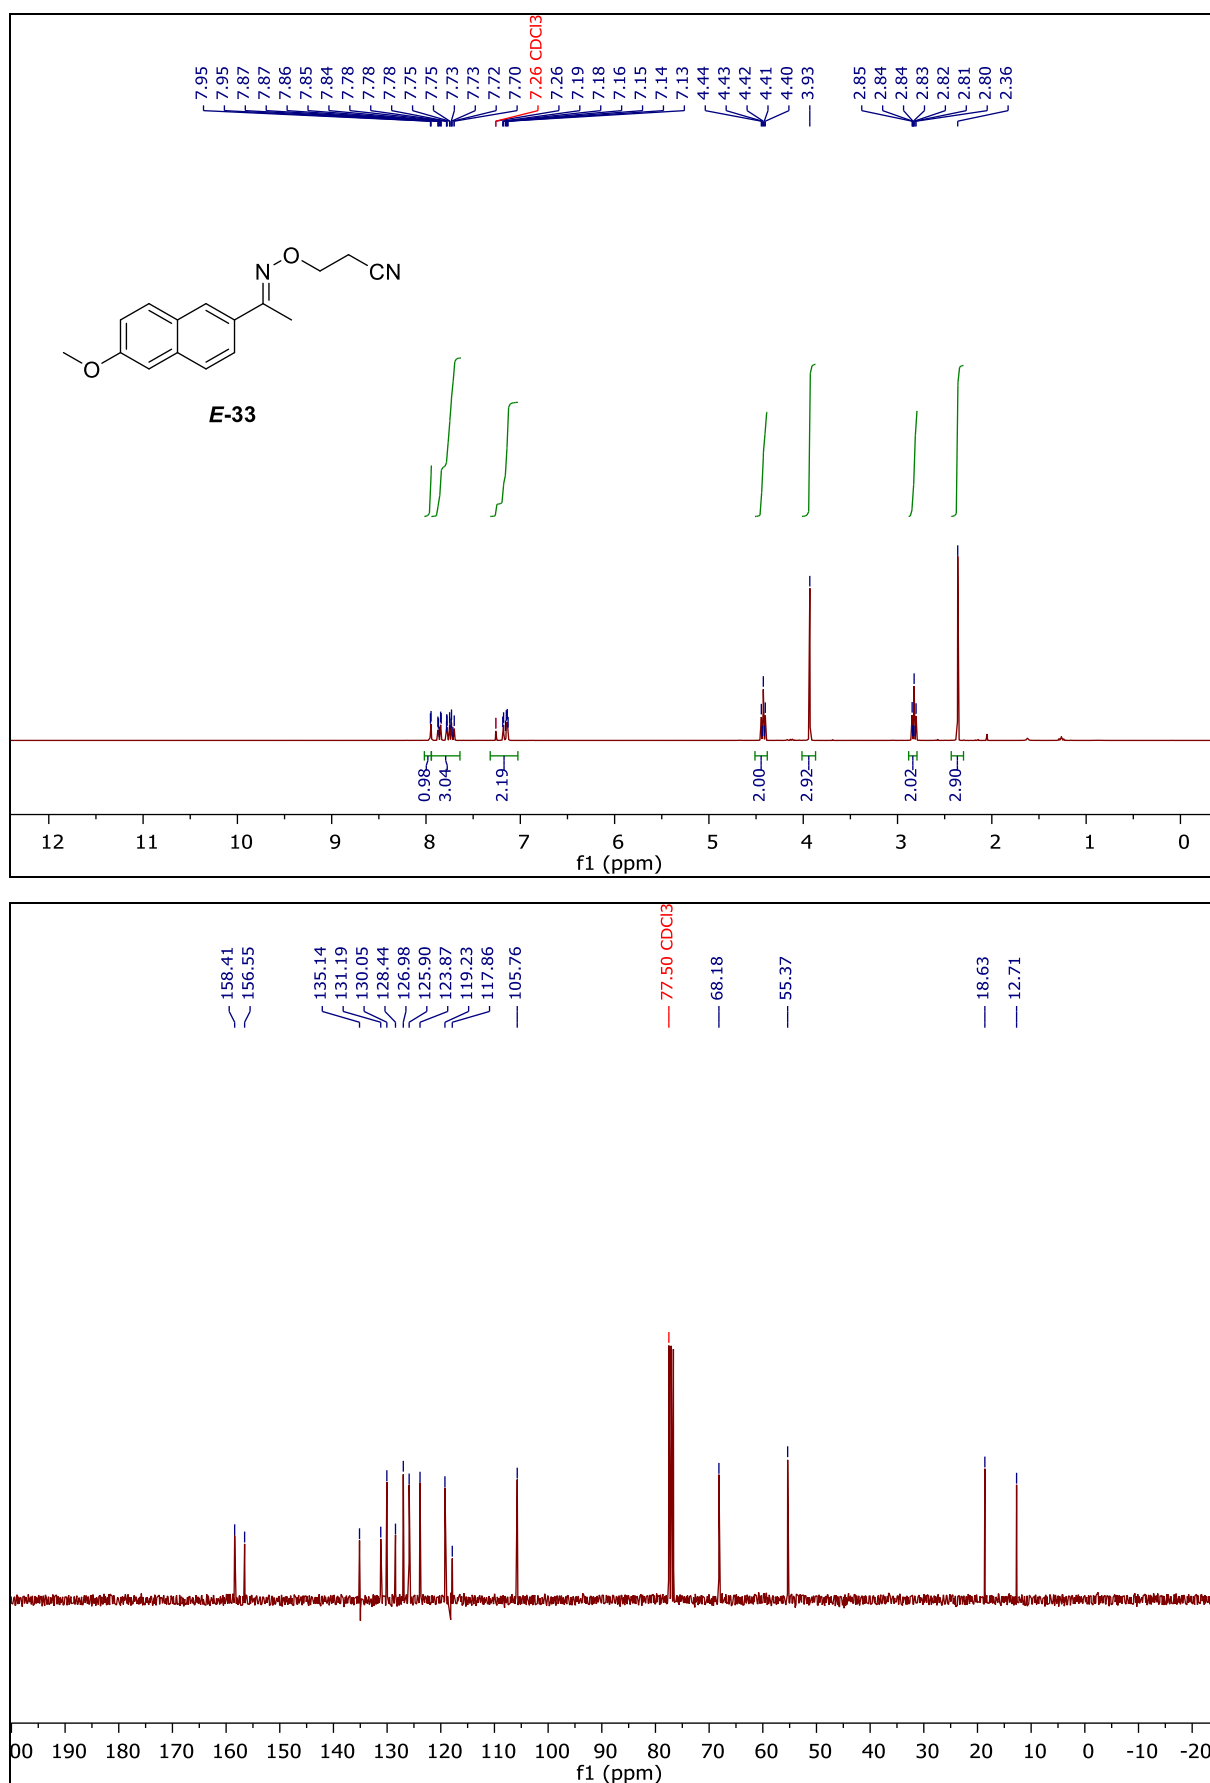 7.95 7.95 7.87 7.87 7.86 7.85 7.84 7.78 7.78 7.78 7.75 7.75 7.73 7.73 7.72 7.70 7.26 CDCl3 7.26 7.19 7.18 7.16 7.15 7.14 7.13 4.44 4.43 4.42 4.41 4.40 3.93 2.85 2.84 2.84 2.83 2.82 2.81 2.80 2.36
O
N CN
O
E-33
0.98 3.04 2.19 2.00 2.92 2.02 2.90
12 11 10 9 8 7 6 5 4 3 2 1 0
f1 (ppm)
158.41 156.55 135.14 131.19 130.05 128.44 126.98 125.90 123.87 119.23 117.86 105.76 77.50 CDCl3 68.18 55.37 18.63 12.71
00 190 180 170 160 150 140 130 120 110 100 90 80 70 60 50 40 30 20 10 0 -10 -20
f1 (ppm)